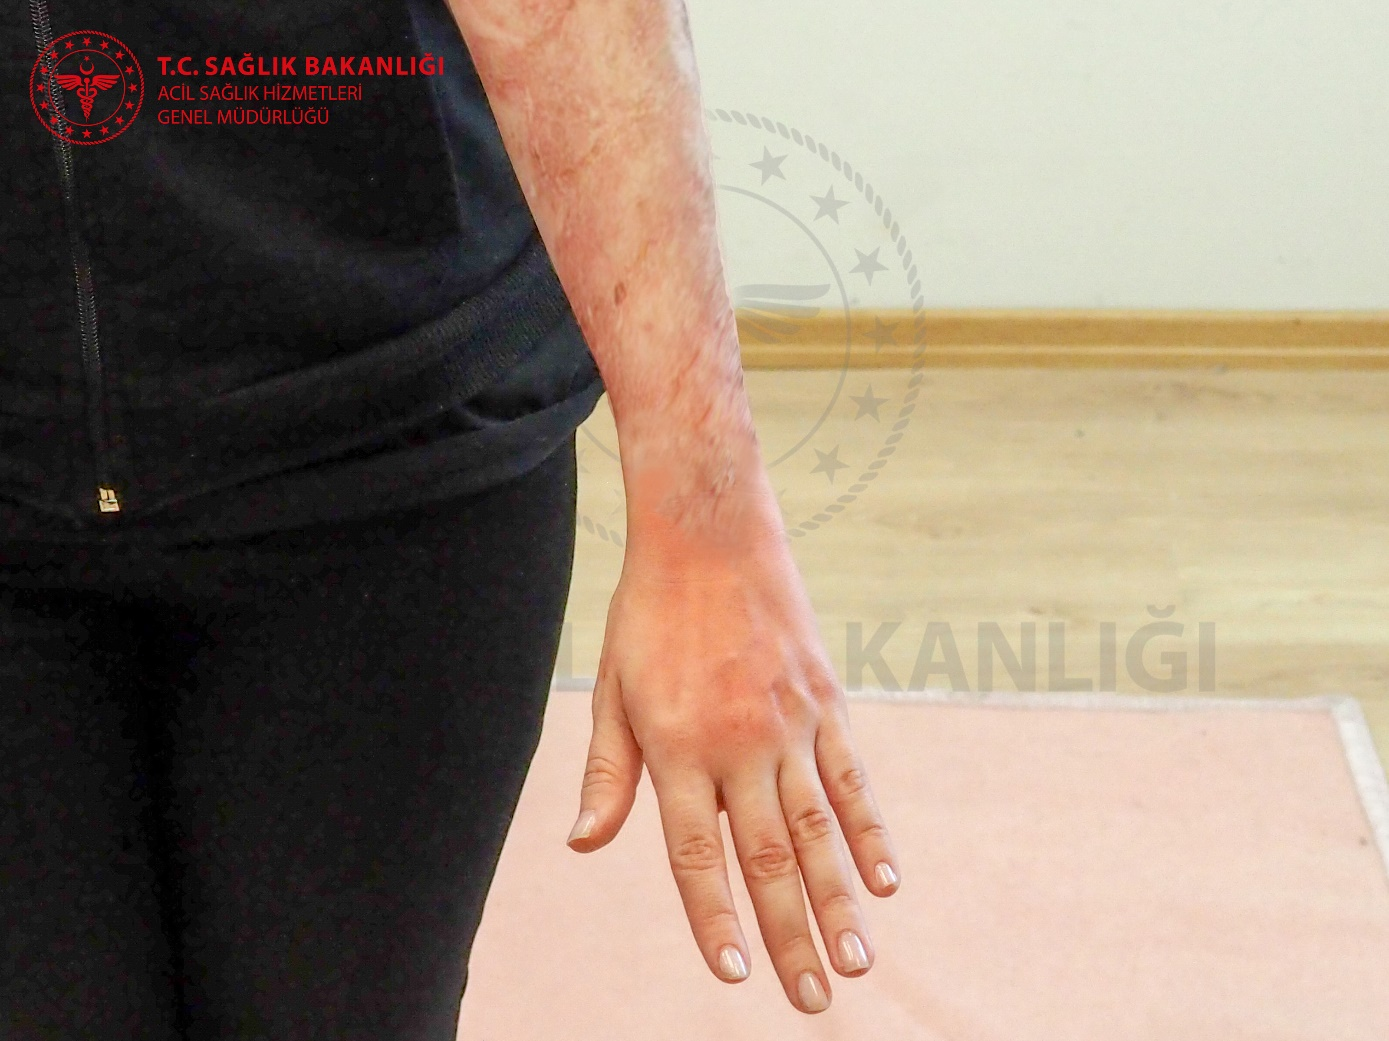 T.C. SAĞLIK BAKANLIĞI
ACİL SAĞLIK HİZMETLERİ
GENEL MÜDÜRLÜĞÜ
KANLIĞI